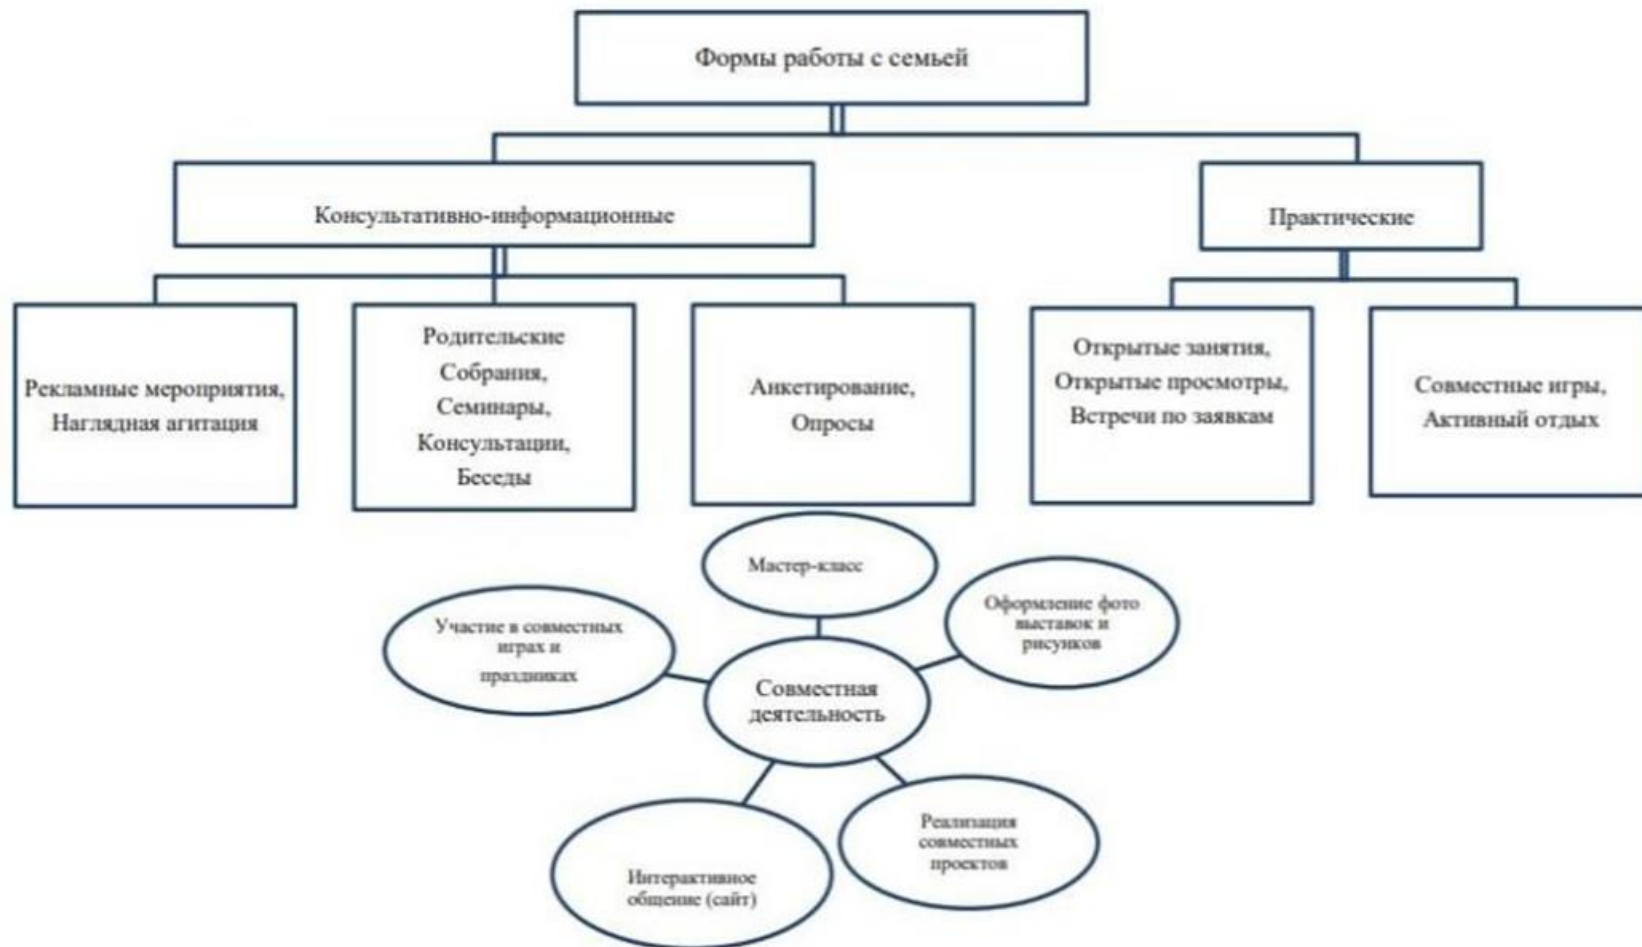 Формы работы с семьей
Консультативно-информационные
Практические
Рекламные мероприятия,
Наглядная агитация
Родительские
Собрания,
Семинары,
Консультации,
Беседы
Анкетирование,
Опросы
Открытые занятия,
Открытые просмотры,
Встречи по заявкам
Совместные игры,
Активный отдых
Мастер-класс
Участие в совместных
играх и
праздниках
Оформление фото
выставок и
рисунков
Совместная
деятельность
Интерактивное
общение (сайт)
Реализация
совместных
проектов